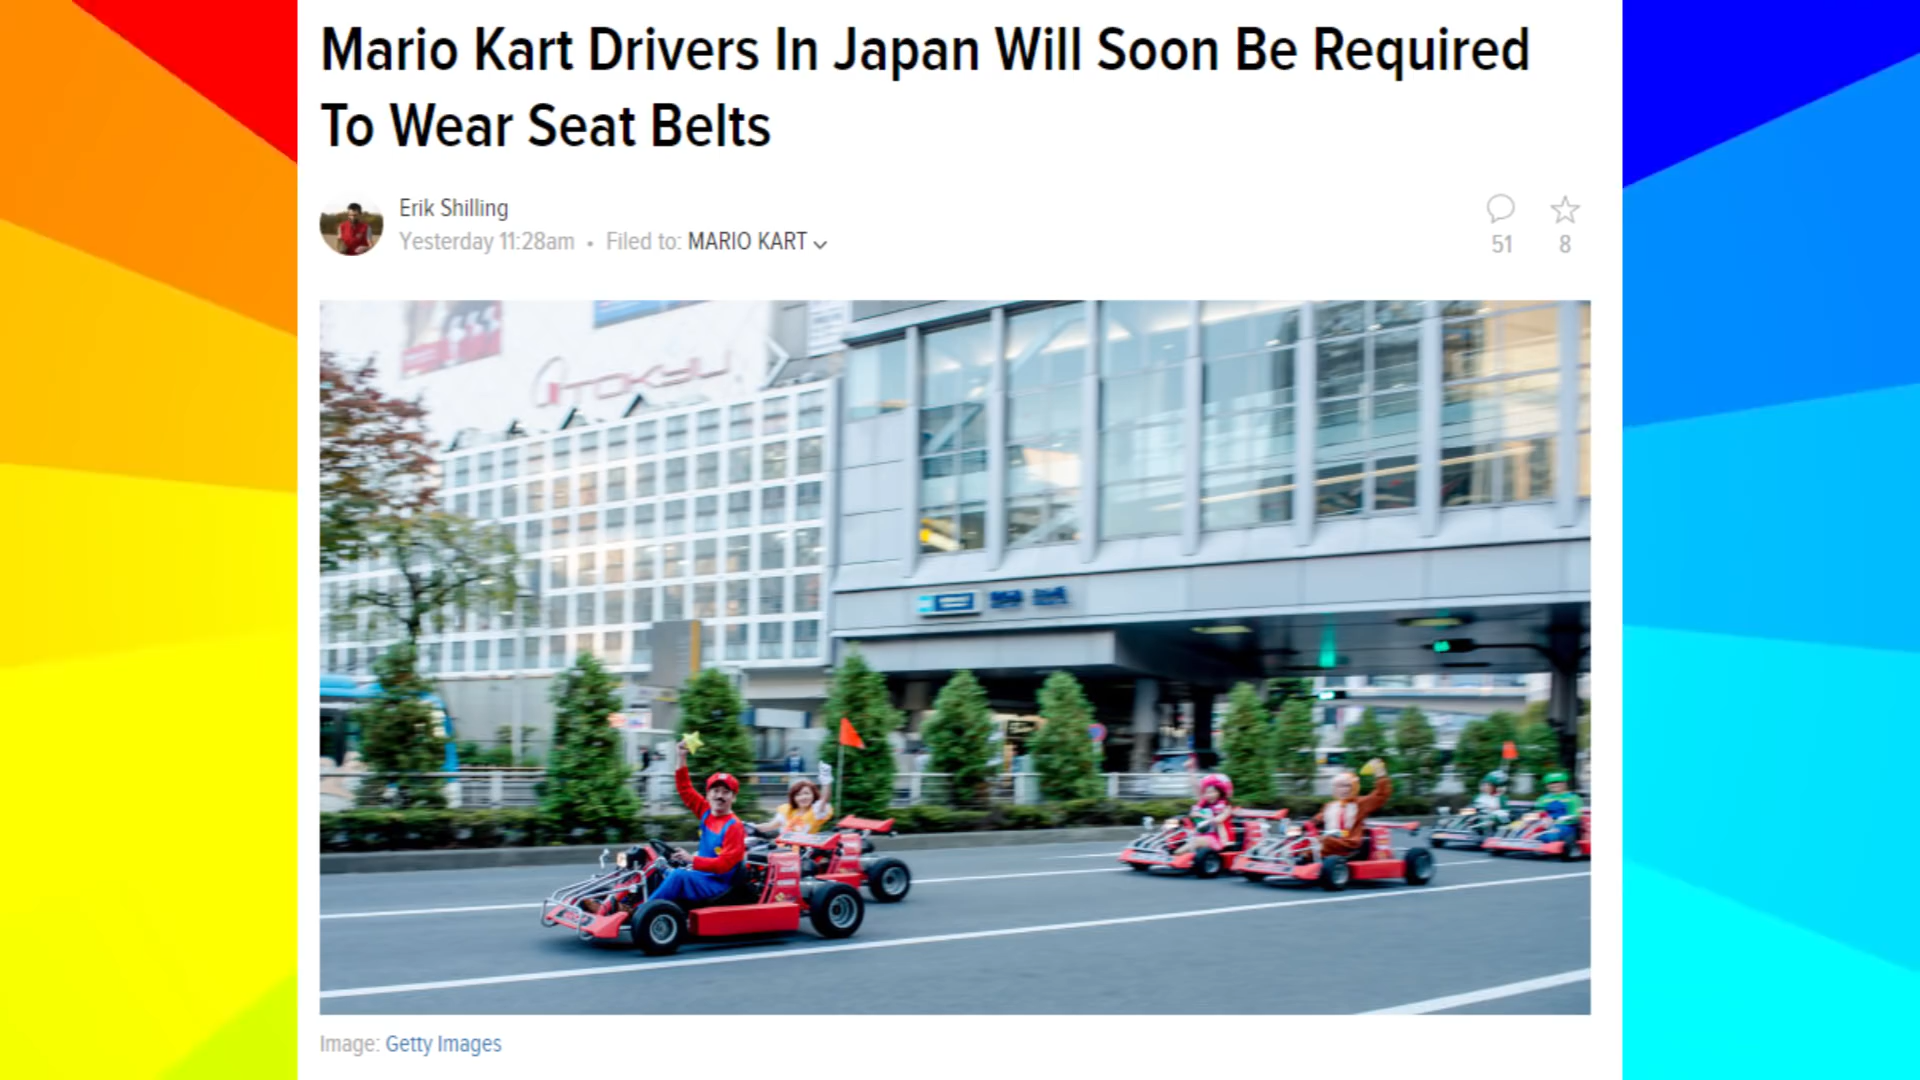 Mario Kart Drivers In Japan Will Soon Be Required
To Wear Seat Belts
Erik Shilling
Yesterday 11:28am • Filed to: MARIO KART
51
8
TOKYU
Image: Getty Images